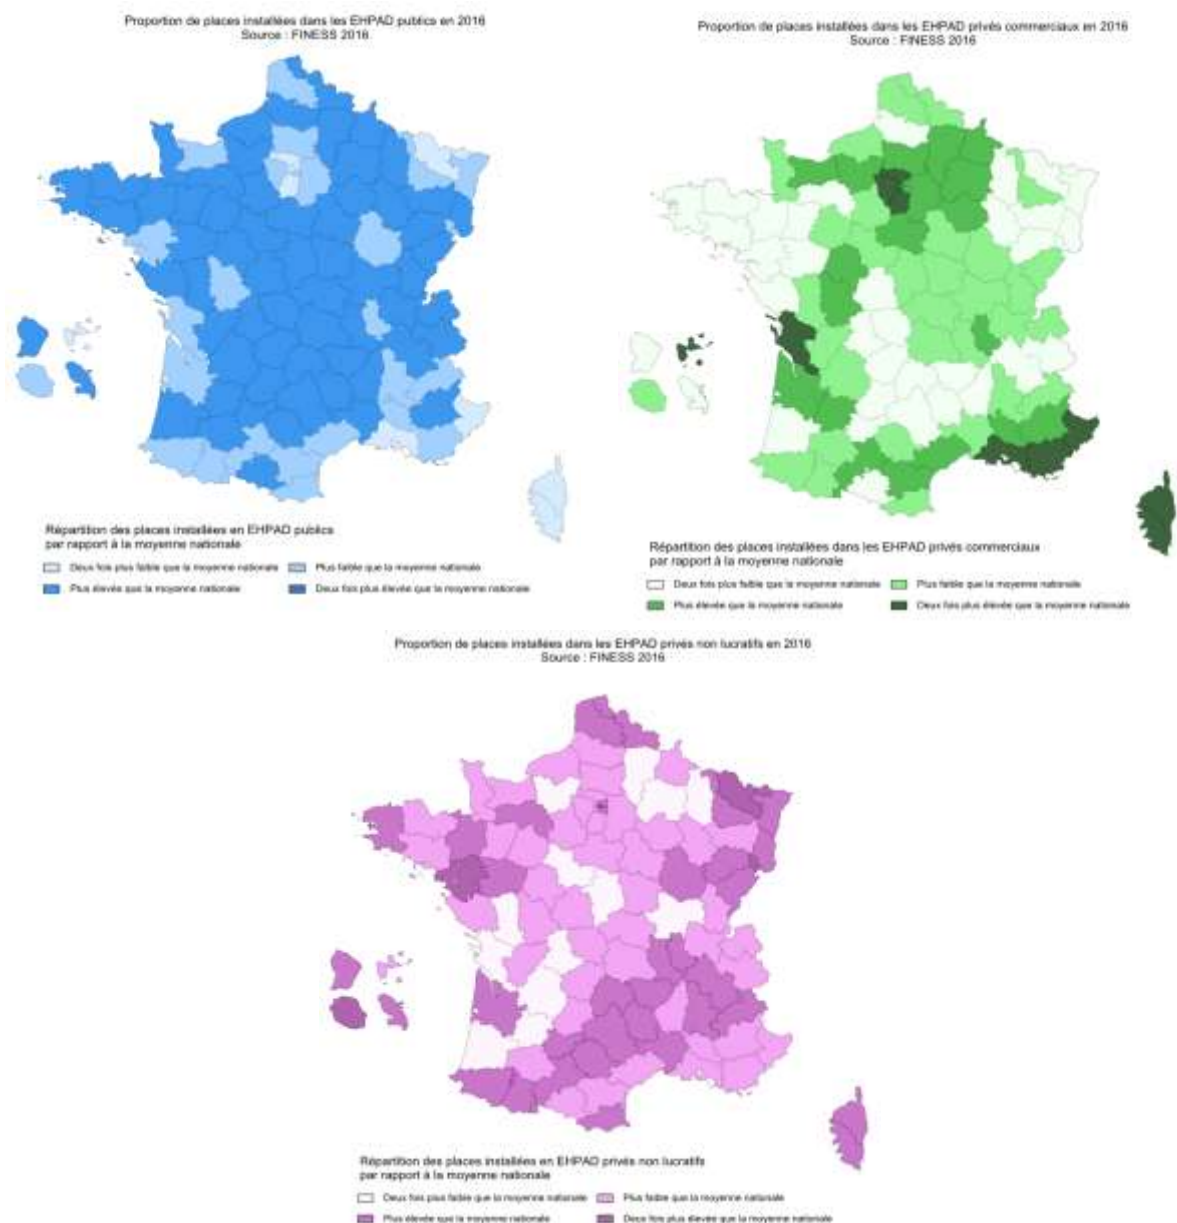 Proportion de places installées dans les EHPAD publics en 2016
Source : FINESS 2016
Proportion de places installées dans les EHPAD privés commerciaux en 2016
Source : FINESS 2016
Répartition des places installées en EHPAD publics
par rapport à la moyenne nationale
Deux fois plus faible que la moyenne nationale
Plus faible que la moyenne nationale
Plus élevée que la moyenne nationale
Deux fois plus élevée que la moyenne nationale
Répartition des places installées dans les EHPAD privés commerciaux
par rapport à la moyenne nationale
Deux fois plus faible que la moyenne nationale
Plus faible que la moyenne nationale
Plus élevée que la moyenne nationale
Deux fois plus élevée que la moyenne nationale
Proportion de places installées dans les EHPAD privés non lucratifs en 2016
Source : FINESS 2016
Répartition des places installées en EHPAD privés non lucratifs
par rapport à la moyenne nationale
Deux fois plus faible que la moyenne nationale
Plus faible que la moyenne nationale
Plus élevée que la moyenne nationale
Deux fois plus élevée que la moyenne nationale